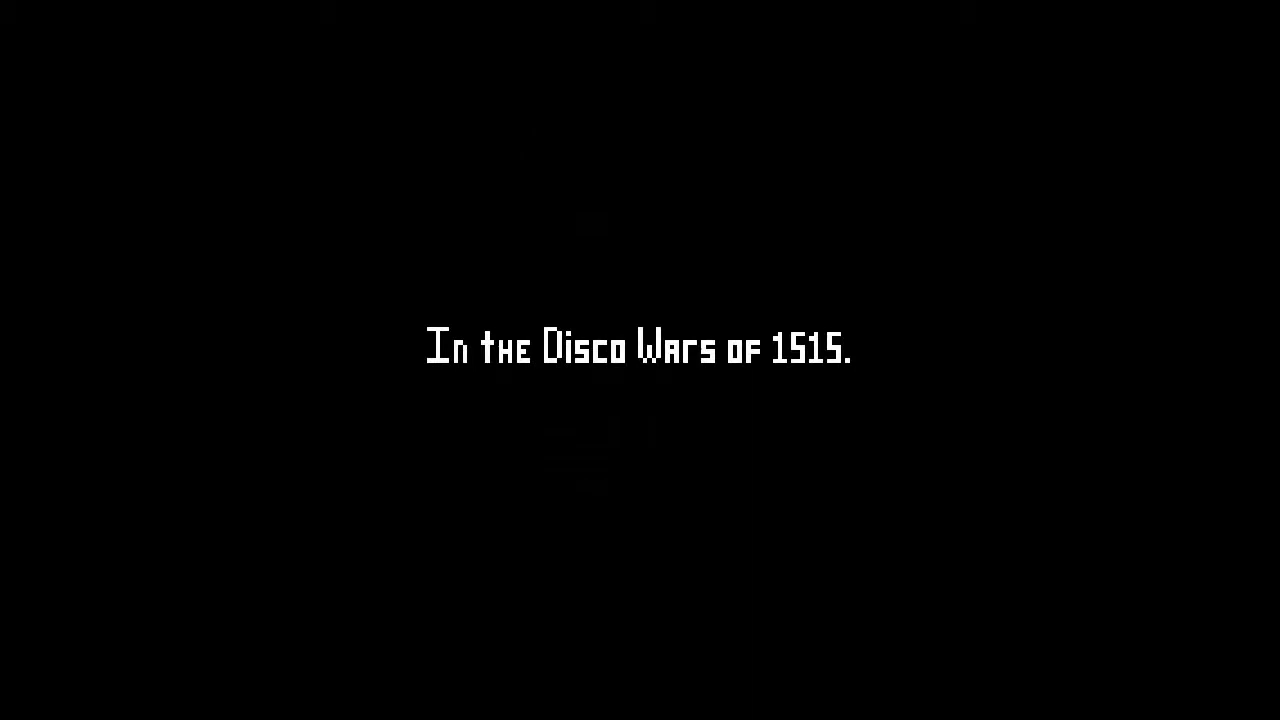 In the Disco Wars of 1515.